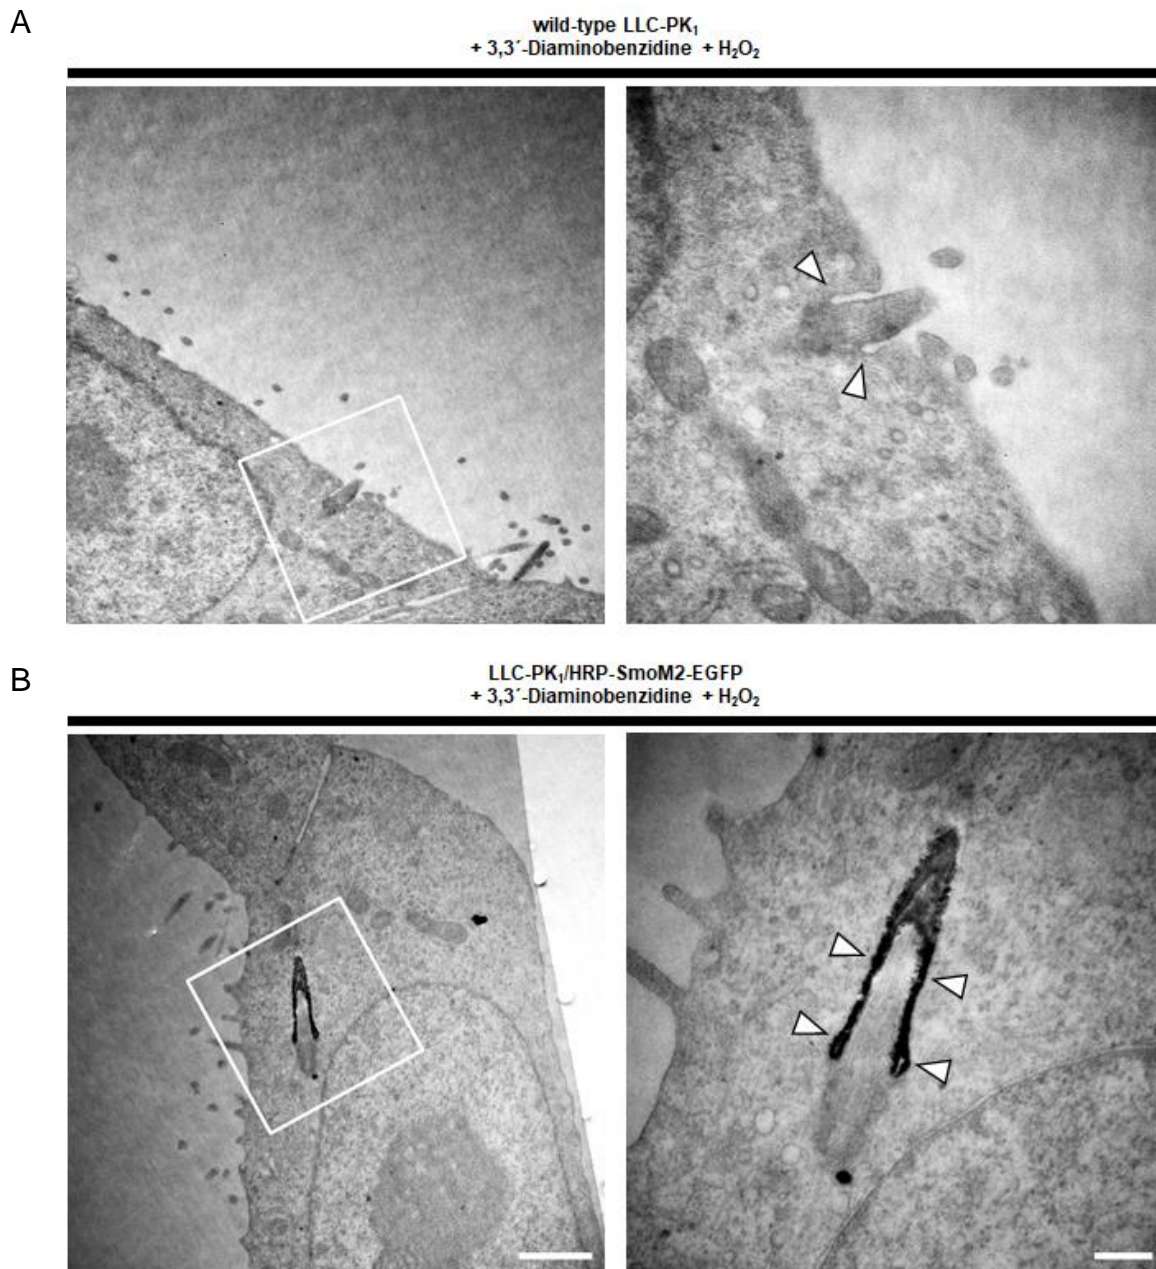 A
wild-type LLC-PK₁
+ 3,3´-Diaminobenzidine + H₂O₂
B
LLC-PK₁/HRP-SmoM2-EGFP
+ 3,3´-Diaminobenzidine + H₂O₂